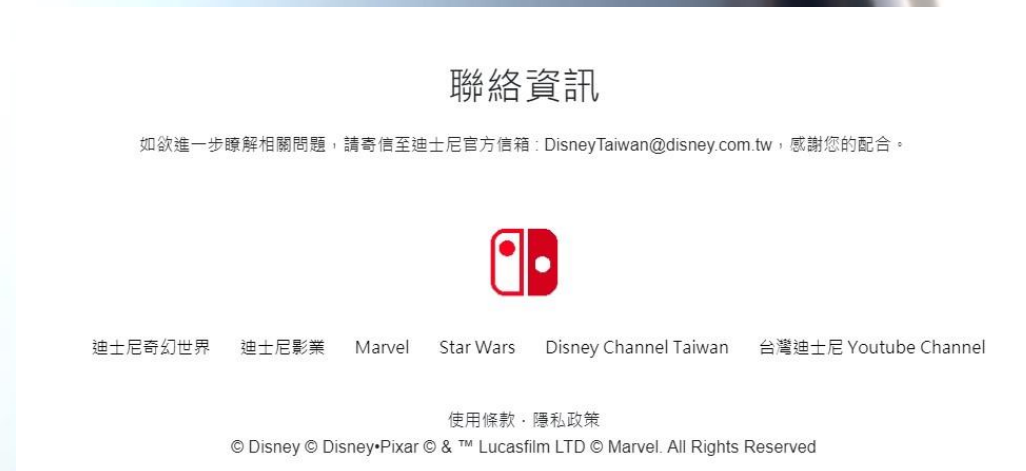 聯絡資訊
如欲進一步瞭解相關問題，請寄信至迪士尼官方信箱 : DisneyTaiwan@disney.com.tw，感謝您的配合。
迪士尼奇幻世界 迪士尼影業 Marvel Star Wars Disney Channel Taiwan 台灣迪士尼 Youtube Channel
使用條款 · 隱私政策
© Disney © Disney•Pixar © & ™ Lucasfilm LTD © Marvel. All Rights Reserved